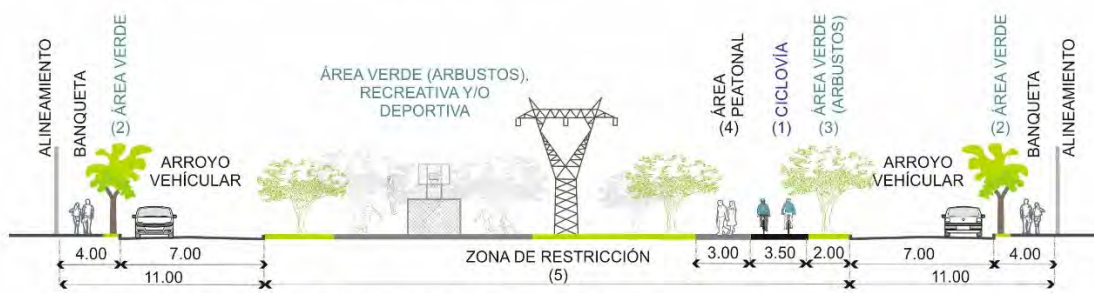 ALINEAMIENTO
BANQUETA
(2) ÁREA VERDE
ARROYO
VEHÍCULAR
ÁREA VERDE (ARBUSTOS),
RECREATIVA Y/O
DEPORTIVA
ÁREA
PEATONAL
(4)
(1) CICLOVÍA
ÁREA VERDE
(ARBUSTOS)
(3)
ARROYO
VEHÍCULAR
(2) ÁREA VERDE
BANQUETA
ALINEAMIENTO
4.00
7.00
ZONA DE RESTRICCIÓN
(5)
3.00
3.50
2.00
7.00
4.00
11.00
11.00